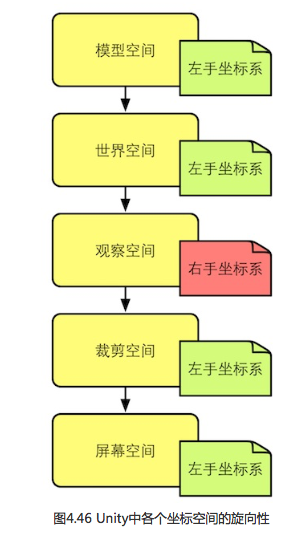 模型空间
左手坐标系
世界空间
左手坐标系
观察空间
右手坐标系
裁剪空间
左手坐标系
屏幕空间
左手坐标系
图4.46 Unity中各个坐标空间的旋向性